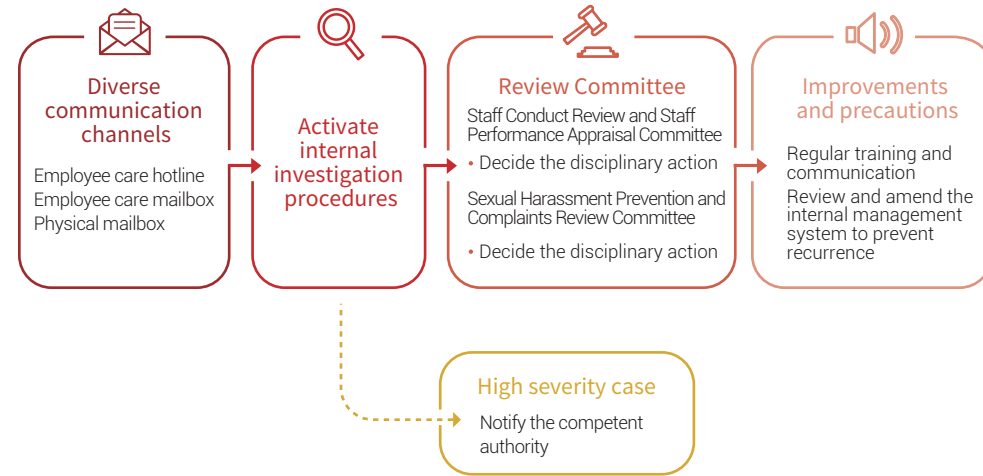 Diverse
communication
channels
Employee care hotline
Employee care mailbox
Physical mailbox
Activate
internal
investigation
procedures
Review Committee
Staff Conduct Review and Staff
Performance Appraisal Committee
• Decide the disciplinary action
Sexual Harassment Prevention and
Complaints Review Committee
• Decide the disciplinary action
Improvements
and precautions
Regular training and
communication
Review and amend the
internal management
system to prevent
recurrence
High severity case
Notify the competent
authority